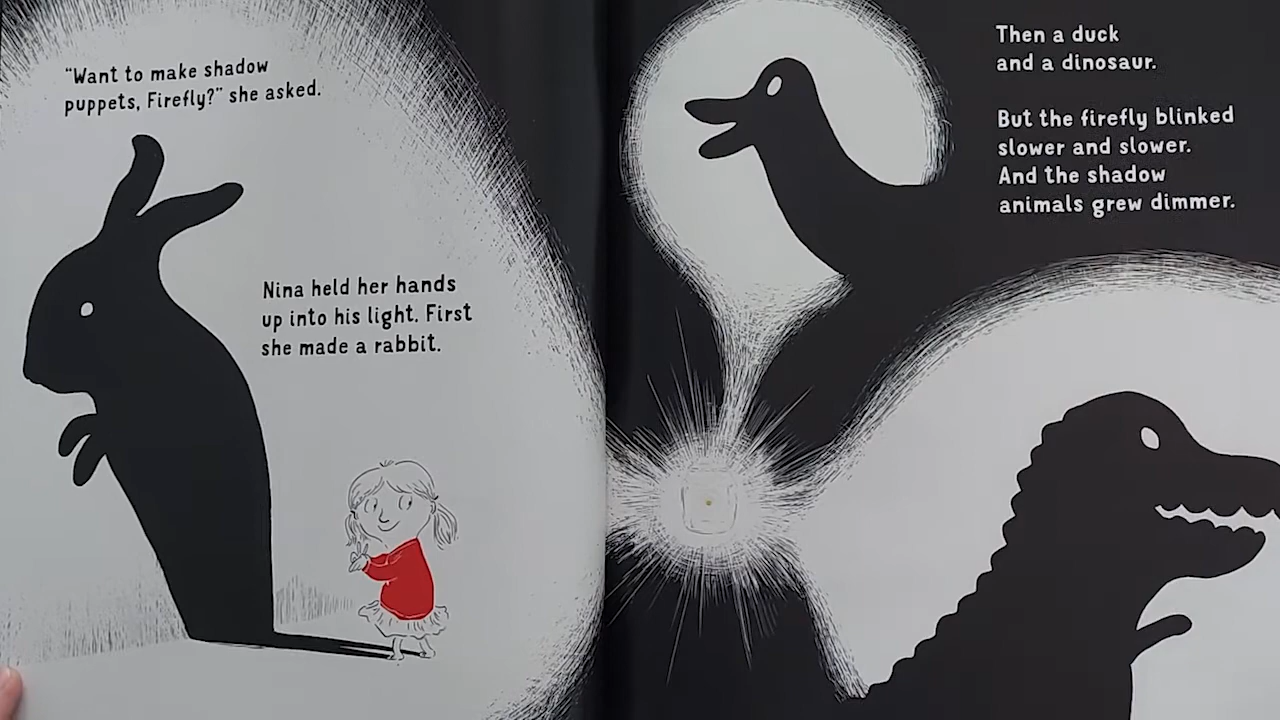 “Want to make shadow
puppets, Firefly?” she asked.
Nina held her hands
up into his light. First
she made a rabbit.
Then a duck
and a dinosaur.
But the firefly blinked
slower and slower.
And the shadow
animals grew dimmer.